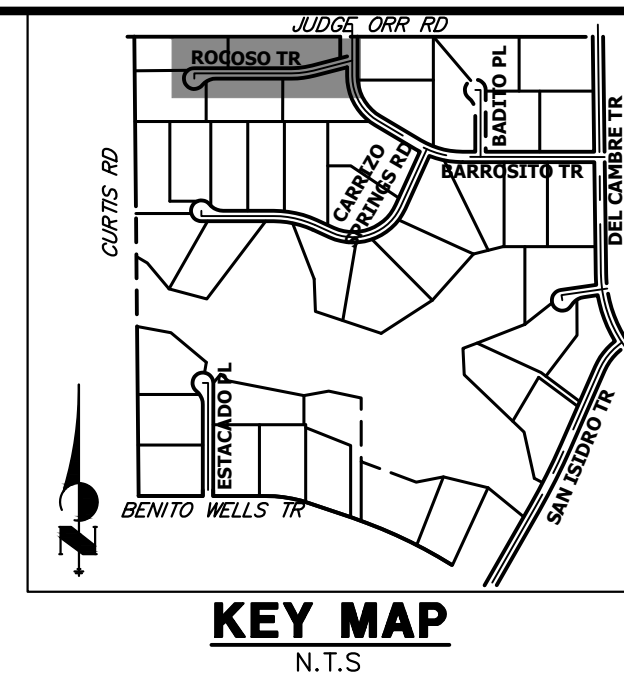 JUDGE ORR RD
ROCOSO TR
BADITO PL
CURTIS RD
CARRIZO
SPRINGS RD
BARROSITO TR
DEL CAMBRE TR
ESTACADO PL
SAN ISIDRO TR
BENITO WELLS TR
N
KEY MAP
N.T.S